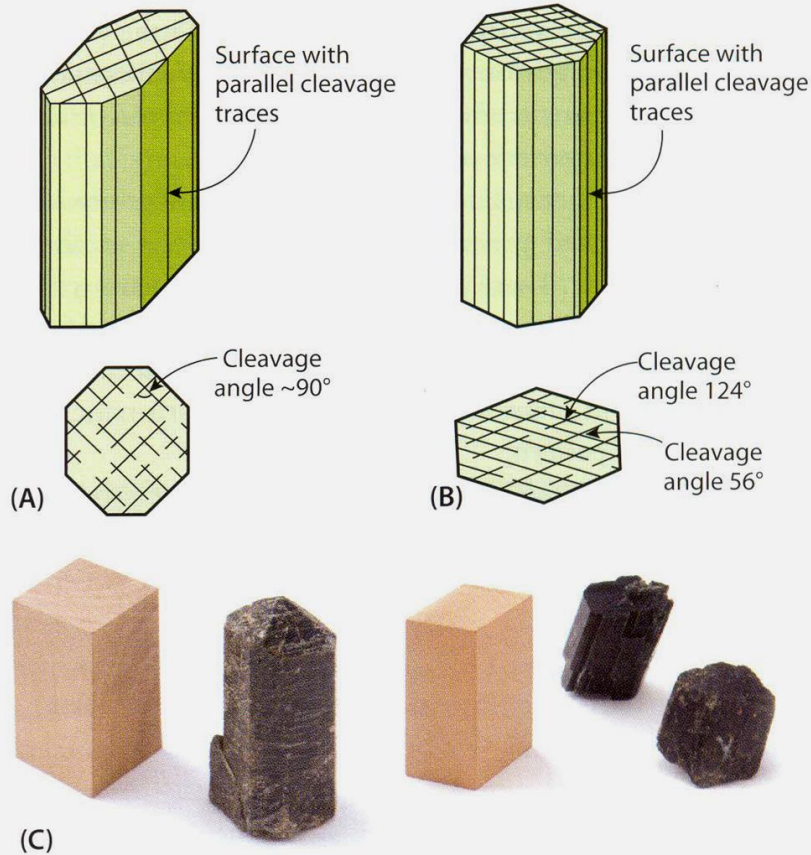 Surface with
parallel cleavage
traces
Surface with
parallel cleavage
traces
Cleavage
angle ~90°
Cleavage
angle 124°
Cleavage
angle 56°
(A)
(B)
(C)